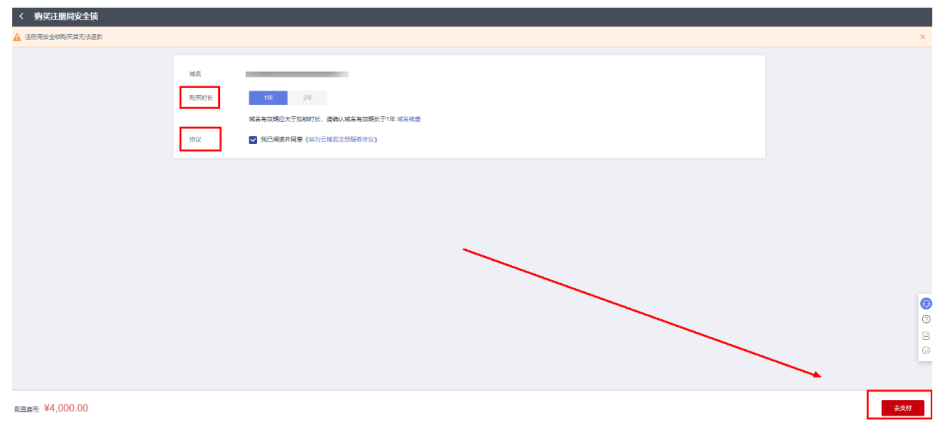 购买注册局安全锁
注册局安全锁购买后无法退款
域名
购买时长 1年 2年
域名有效期应大于加锁时长，请确认域名有效期长于1年 域名续费
协议 我已阅读并同意《华为云域名注册服务协议》
配置费用 ¥4,000.00
去支付